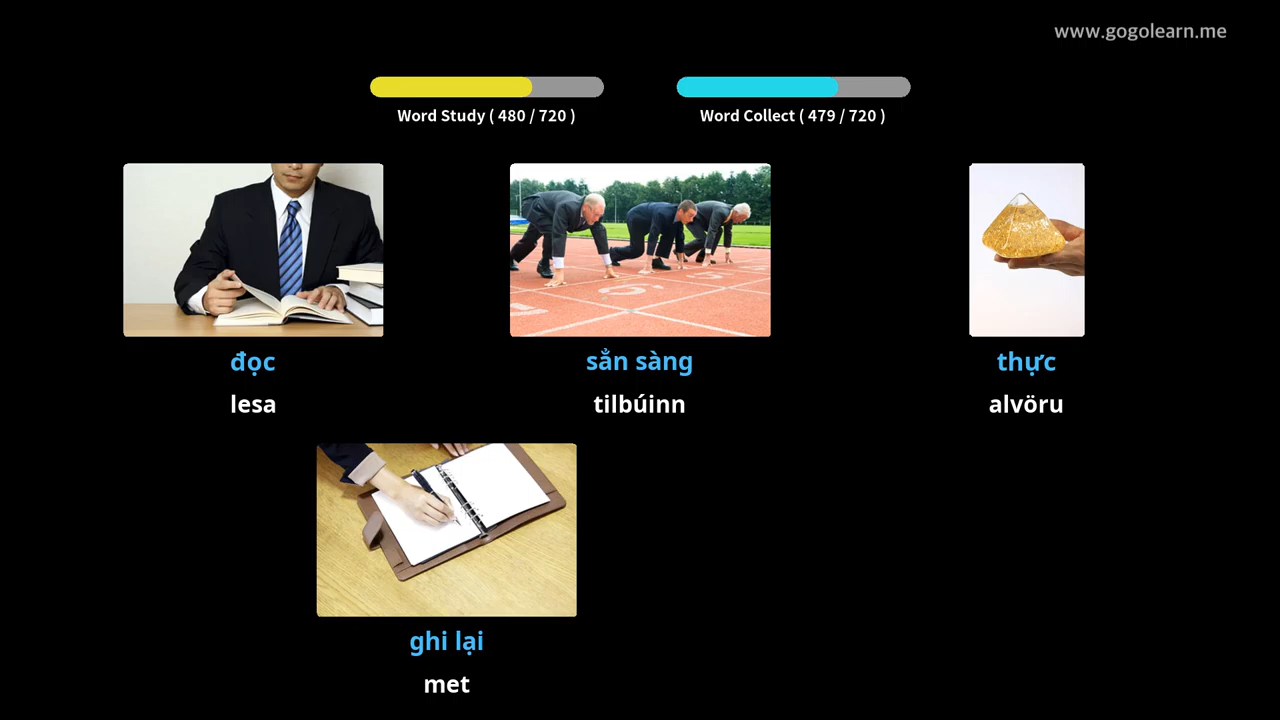 www.gogolearn.me
Word Study ( 480 / 720 )
Word Collect ( 479 / 720 )
đọc
sẳn sàng
thực
lesa
tilbúinn
alvöru
ghi lại
met